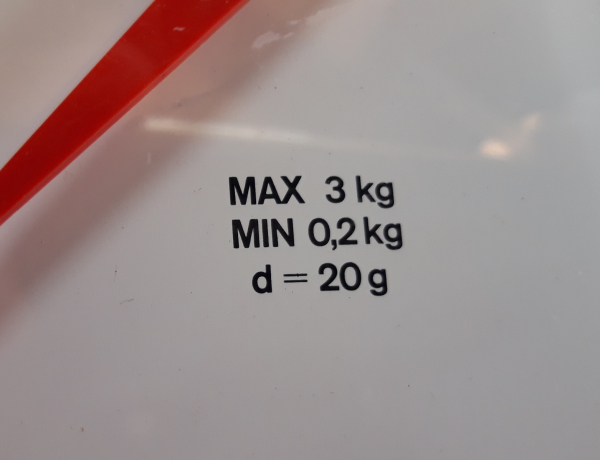 MAX 3 kg
MIN 0,2 kg
d = 20 g